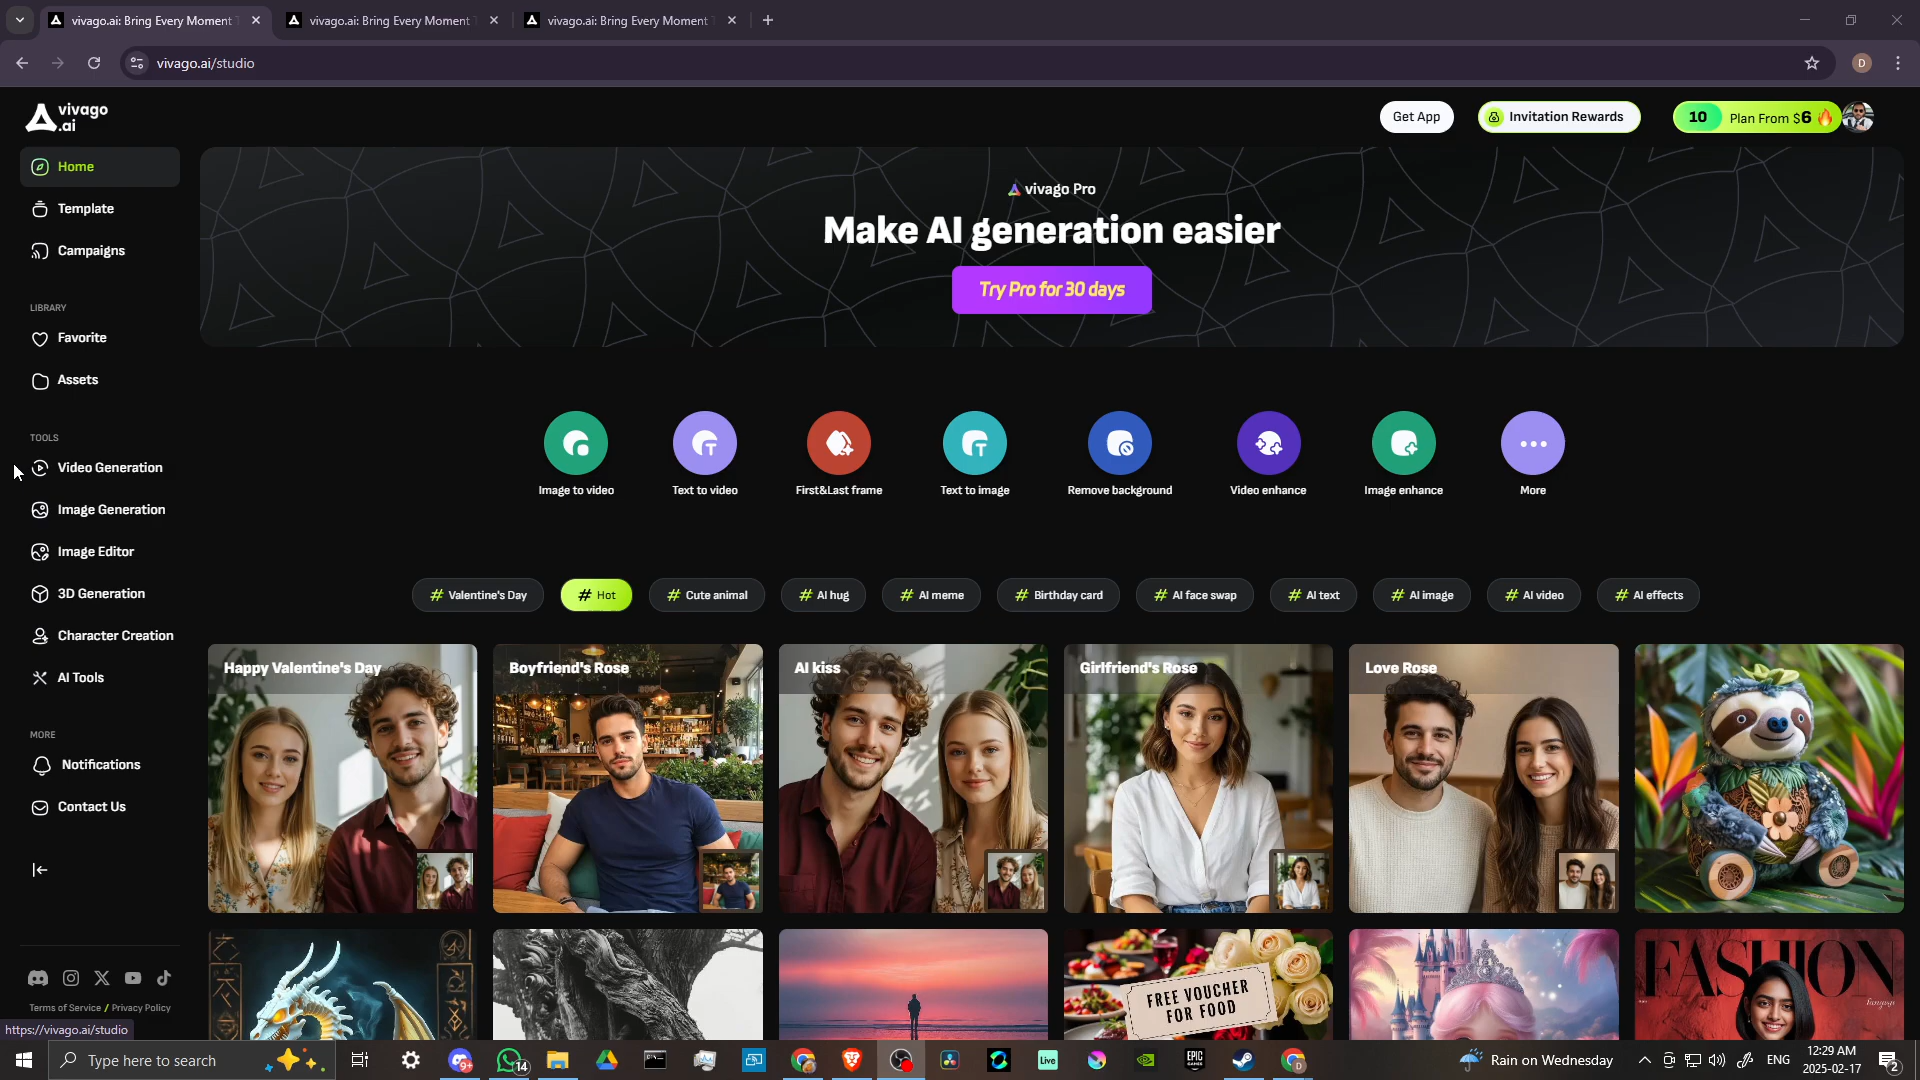 vivago.ai: Bring Every Moment
vivago.ai: Bring Every Moment
vivago.ai: Bring Every Moment
vivago.ai/studio
D
vivago
.ai
Get App
Invitation Rewards
10
Plan From $6
Home
Template
Campaigns
LIBRARY
Favorite
Assets
TOOLS
Video Generation
Image Generation
Image Editor
3D Generation
Character Creation
AI Tools
MORE
Notifications
Contact Us
Terms of Service / Privacy Policy
https://vivago.ai/studio
vivago Pro
Make AI generation easier
Try Pro for 30 days
Image to video
Text to video
First&Last frame
Text to image
Remove background
Video enhance
Image enhance
More
# Valentine's Day
# Hot
# Cute animal
# AI hug
# AI meme
# Birthday card
# AI face swap
# AI text
# AI image
# AI video
# AI effects
Happy Valentine's Day
Boyfriend's Rose
AI kiss
Girlfriend's Rose
Love Rose
FREE VOUCHER
FOR FOOD
FASHION
Type here to search
9+
14
Live
EPIC
GAMES
D
Rain on Wednesday
ENG
12:29 AM
2025-02-17
2